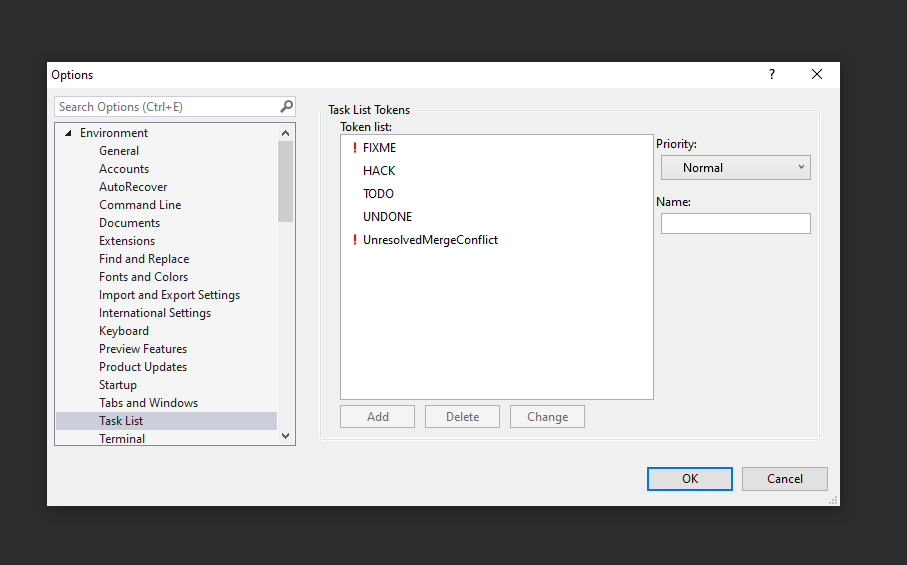 Options
?
Search Options (Ctrl+E)
Environment
General
Accounts
AutoRecover
Command Line
Documents
Extensions
Find and Replace
Fonts and Colors
Import and Export Settings
International Settings
Keyboard
Preview Features
Product Updates
Startup
Tabs and Windows
Task List
Terminal
Task List Tokens
Token list:
! FIXME
HACK
TODO
UNDONE
! UnresolvedMergeConflict
Add
Delete
Change
Priority:
Normal
Name:
OK
Cancel